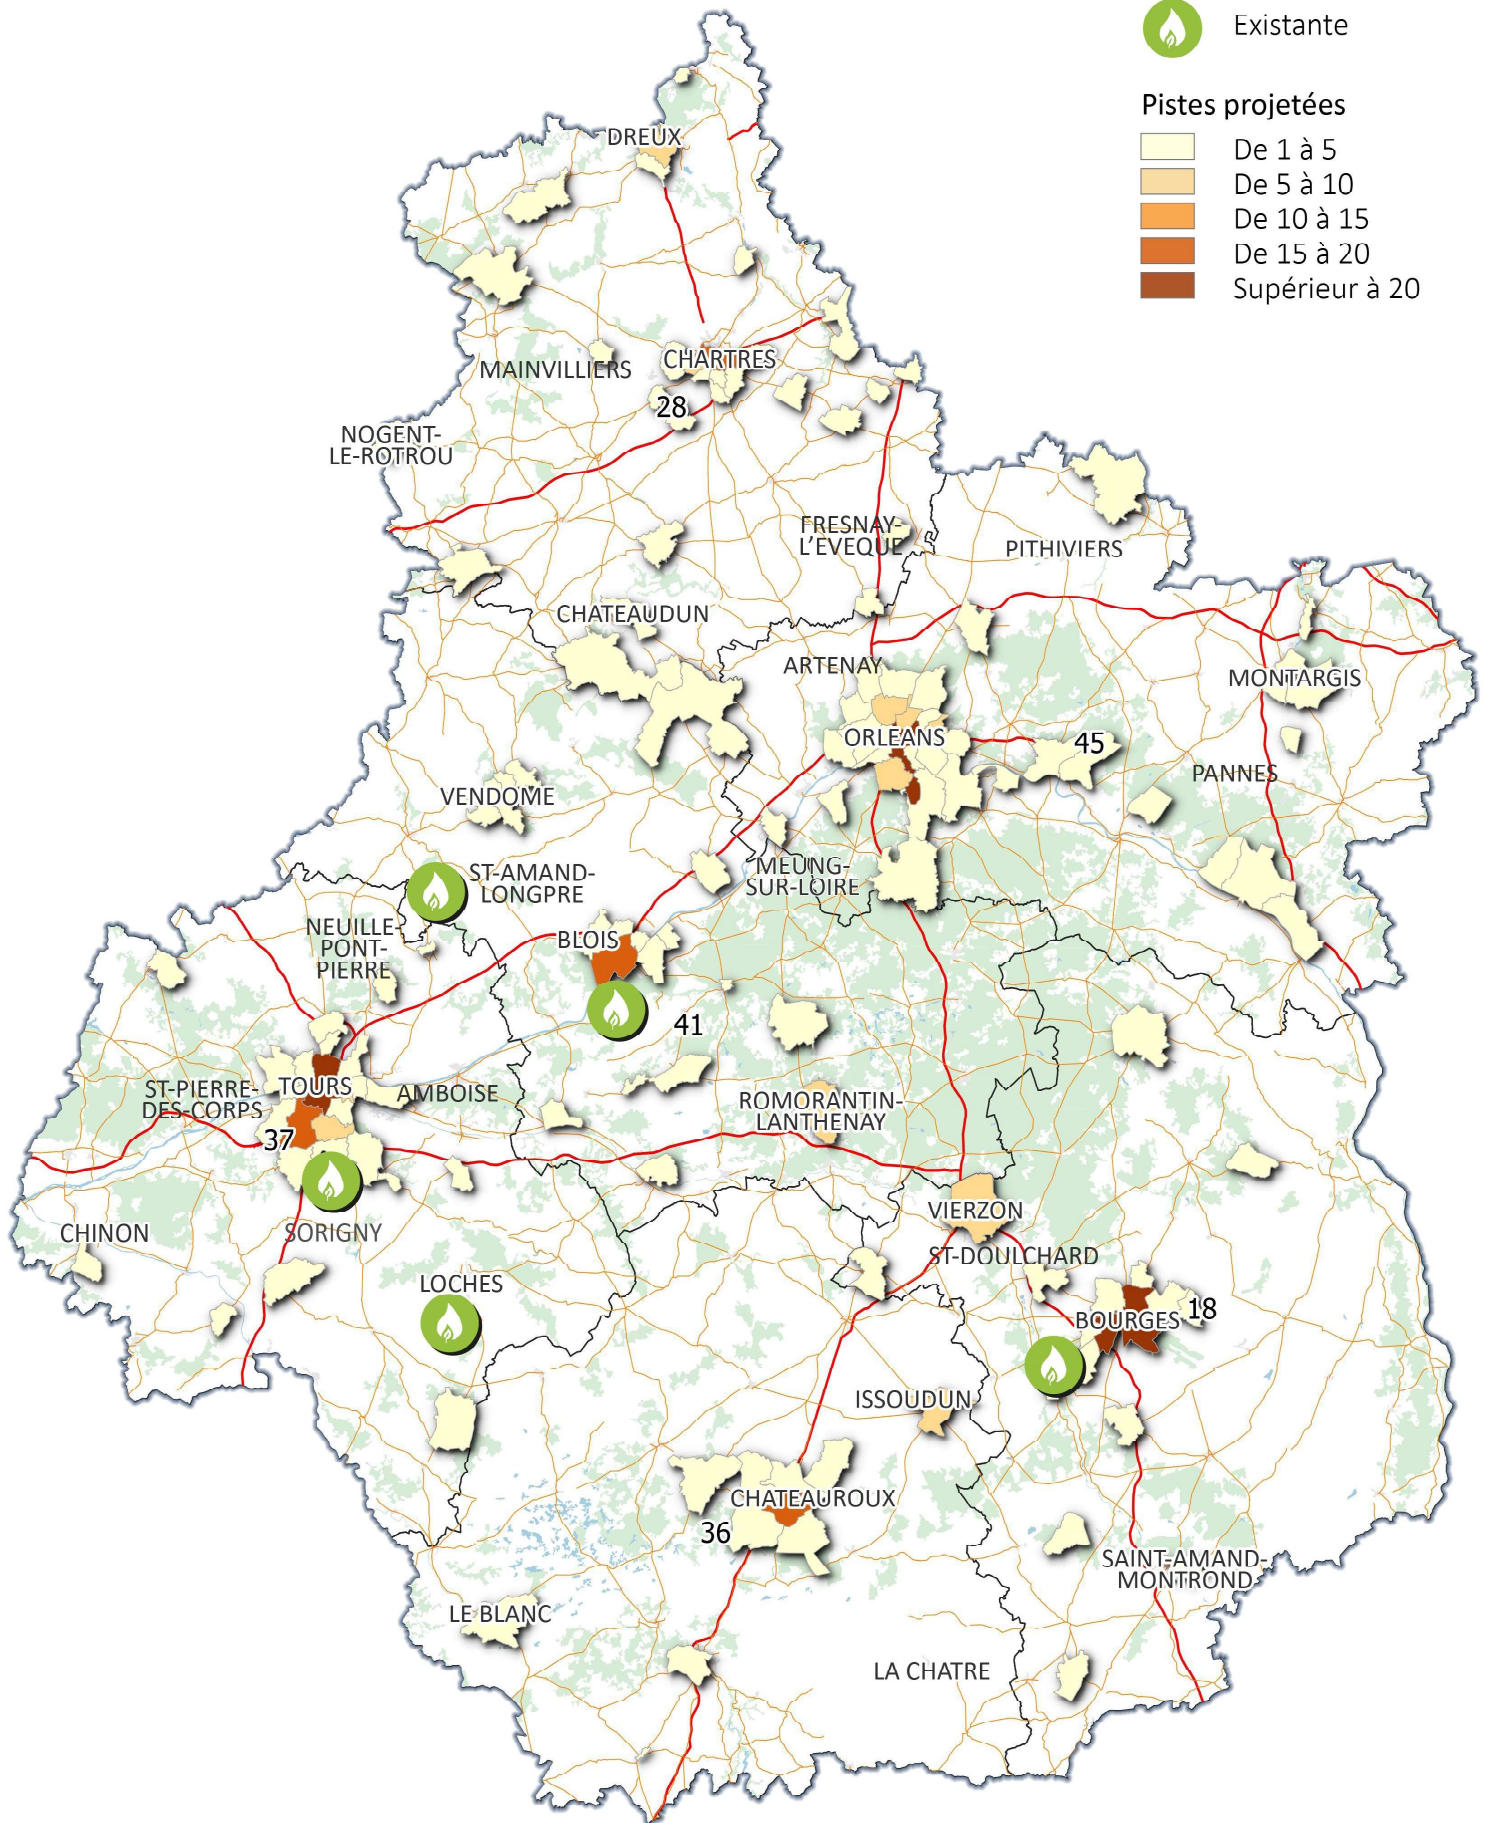 Existante
Pistes projetées
De 1 à 5
De 5 à 10
De 10 à 15
De 15 à 20
Supérieur à 20
DREUX
MAINVILLIERS
CHARTRES
28
NOGENT-
LE-ROTROU
FRESNAY-
L'EVEQUE
PITHIVIERS
CHATEAUDUN
ARTENAY
MONTARGIS
ORLEANS
45
PANNES
VENDOME
ST-AMAND-
LONGPRE
MEUNG-
SUR-LOIRE
NEUILLE-
PONT-
PIERRE
BLOIS
41
ST-PIERRE-
DES-CORPS
TOURS
AMBOISE
ROMORANTIN-
LANTHENAY
37
CHINON
SORIGNY
VIERZON
ST-DOULCHARD
LOCHES
BOURGES
18
ISSOUDUN
CHATEAUROUX
36
SAINT-AMAND-
MONTROND
LE BLANC
LA CHATRE